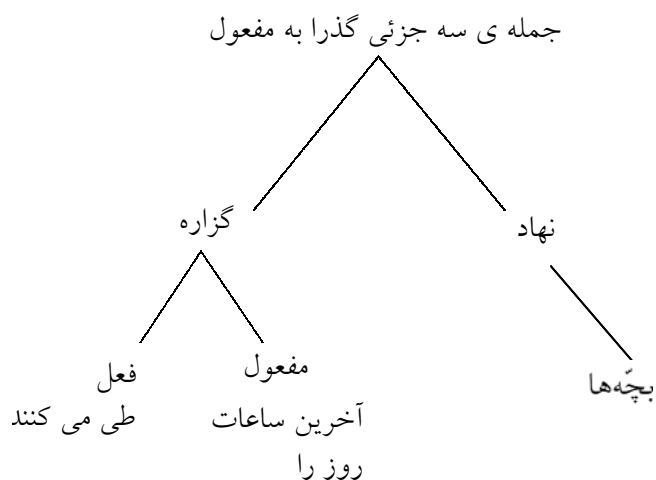 جمله ی سه جزئی گذرا به مفعول
نهاد
گزاره
بچّه‌ها
مفعول
فعل
آخرین ساعات
روز را
طی می کنند